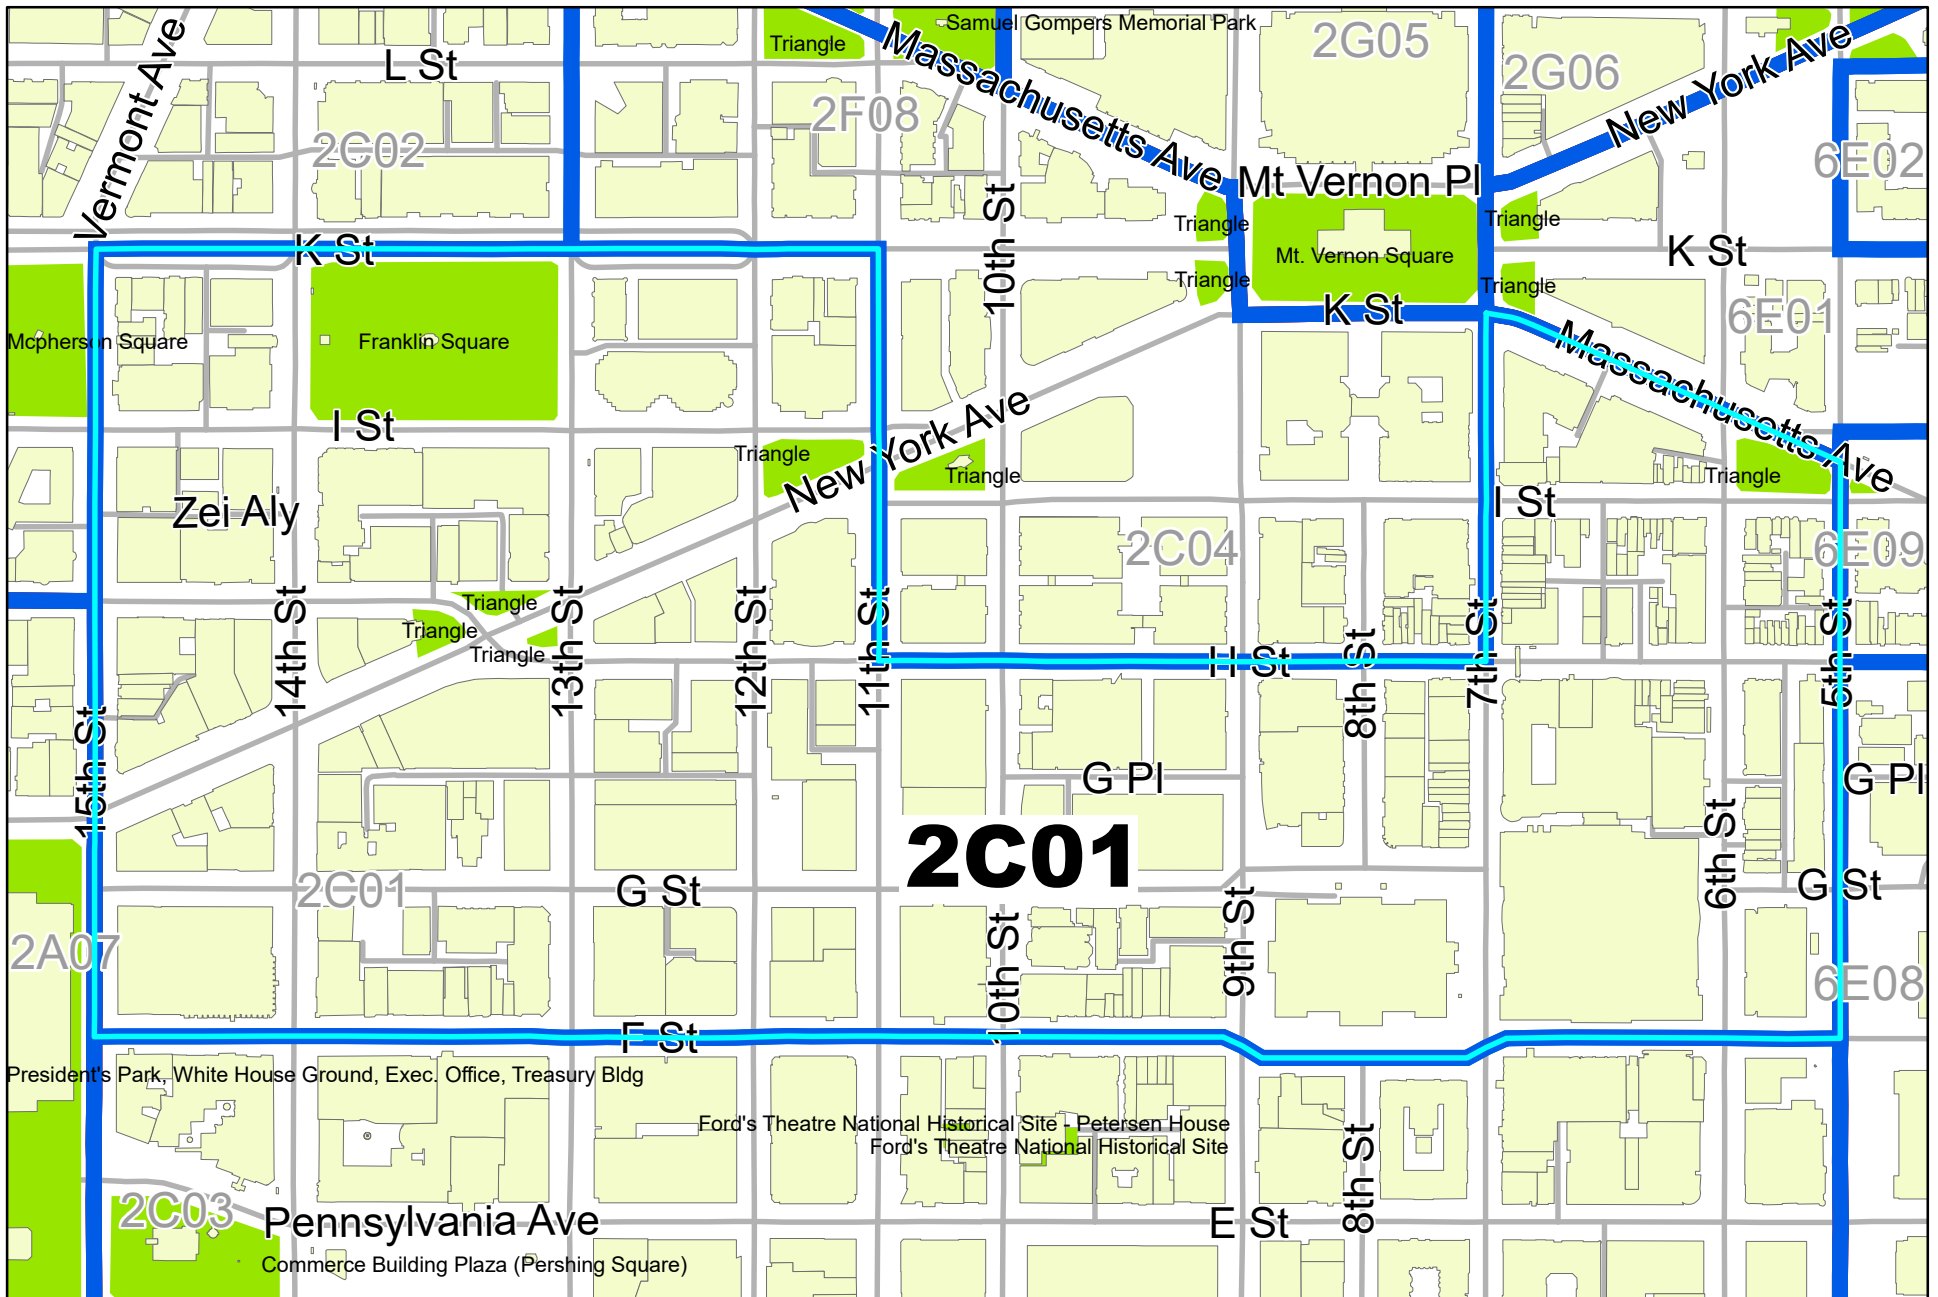 Samuel Gompers Memorial Park
Triangle
Vermont Ave
L St
Massachusetts Ave
2G05
2G06
New York Ave
2F08
2C02
6E02
Mt Vernon Pl
10th St
Triangle
Triangle
K St
K St
Mt. Vernon Square
Triangle
Triangle
K St
6E01
Mcpherson Square
Franklin Square
Massachusetts Ave
I St
New York Ave
Triangle
Triangle
Triangle
Zei Aly
I St
2C04
6E09
14th St
Triangle
Triangle
Triangle
13th St
12th St
11th St
H St
8th St
7th St
5th St
15th St
G Pl
G Pl
2C01
6th St
2C01
G St
G St
2A07
10th St
9th St
6E08
F St
President's Park, White House Ground, Exec. Office, Treasury Bldg
Ford's Theatre National Historical Site - Petersen House
Ford's Theatre National Historical Site
8th St
2C03
Pennsylvania Ave
E St
Commerce Building Plaza (Pershing Square)